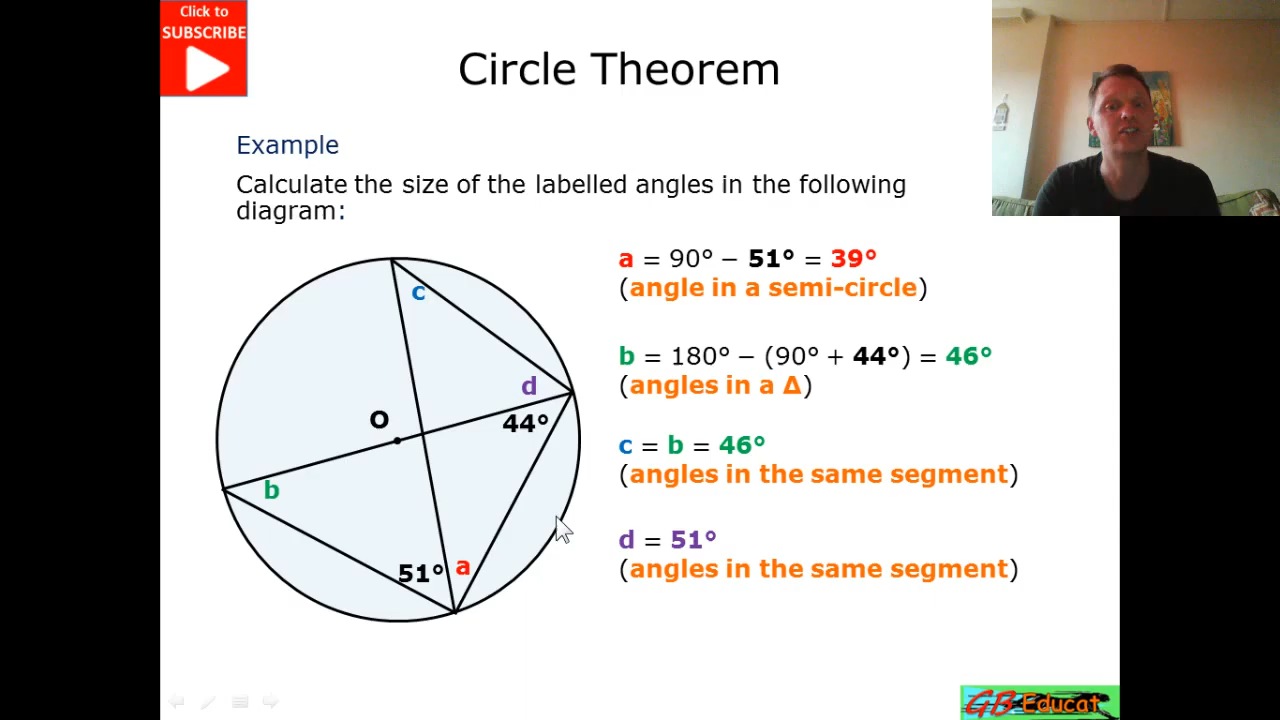 Click to
SUBSCRIBE
Circle Theorem
Example
Calculate the size of the labelled angles in the following
diagram:
a = 90° − 51° = 39°
(angle in a semi-circle)
b = 180° − (90° + 44°) = 46°
(angles in a Δ)
c = b = 46°
(angles in the same segment)
d = 51°
(angles in the same segment)
c
d
44°
O
b
51° a
GB Educat